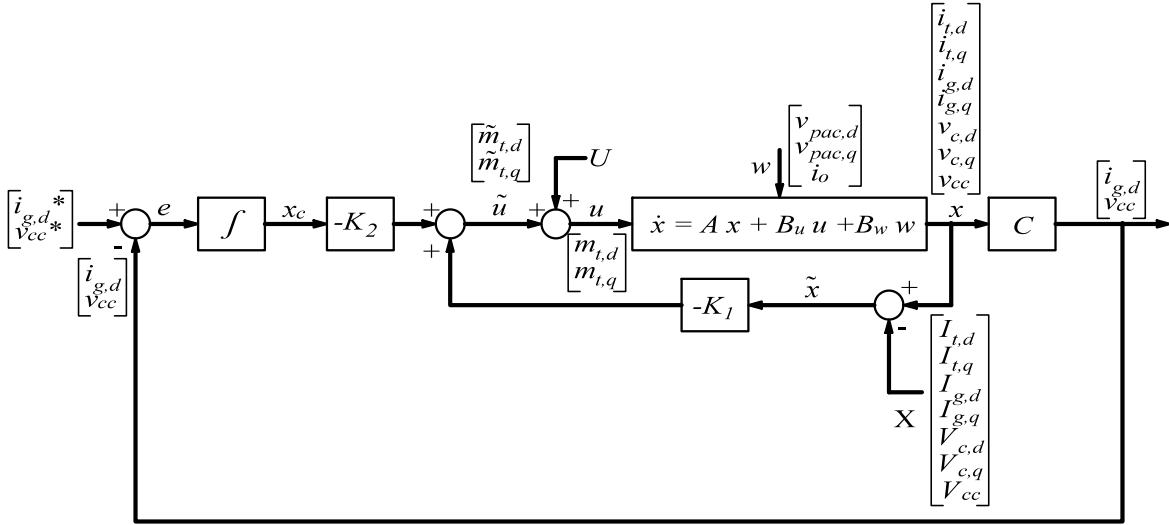 i_{g,d}*
v_{cc}*
+
-
e
∫
x_c
-K_2
+
+
m̃_{t,d}
m̃_{t,q}
ũ
+
+
U
u
m_{t,d}
m_{t,q}
w
v_{pac,d}
v_{pac,q}
i_o
ẋ = A x + B_u u +B_w w
i_{t,d}
i_{t,q}
i_{g,d}
i_{g,q}
v_{c,d}
v_{c,q}
v_{cc}
x
C
i_{g,d}
v_{cc}
i_{g,d}
v_{cc}
-K_1
x̃
+
-
X
I_{t,d}
I_{t,q}
I_{g,d}
I_{g,q}
V_{c,d}
V_{c,q}
V_{cc}